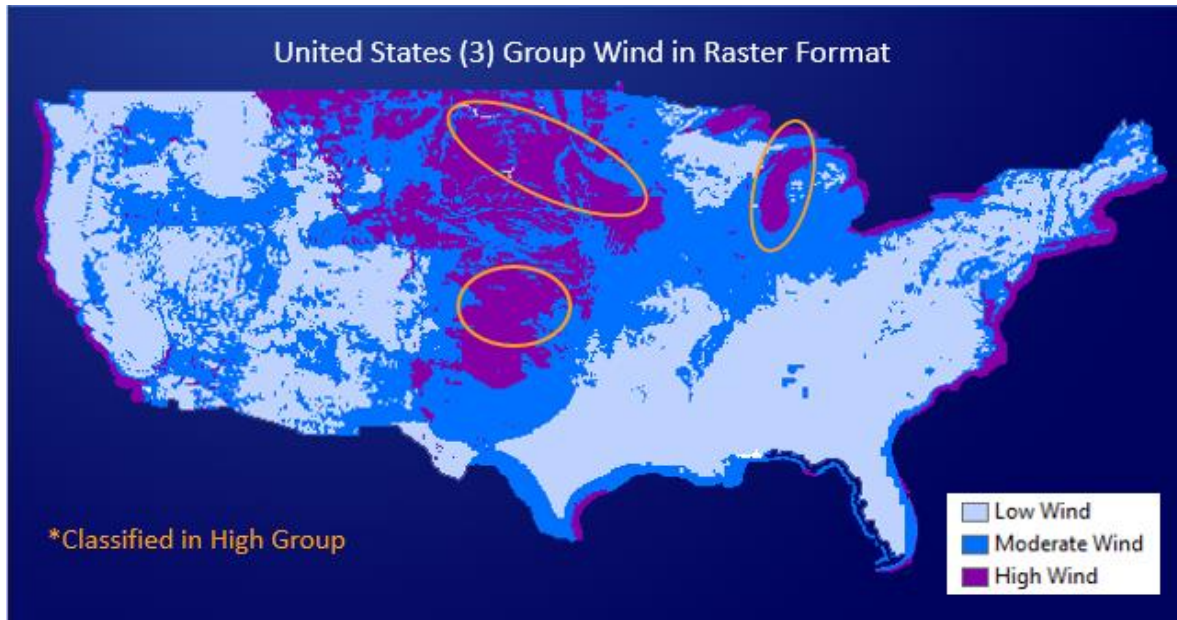 United States (3) Group Wind in Raster Format
*Classified in High Group
Low Wind
Moderate Wind
High Wind